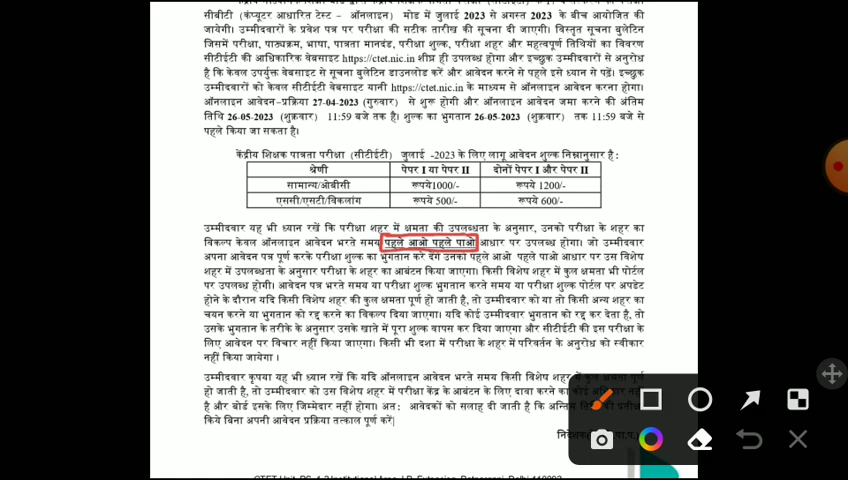 सीबीटी (कंप्यूटर आधारित टेस्ट - ऑनलाइन) मोड में जुलाई 2023 से अगस्त 2023 के बीच आयोजित की
जायेगी। उम्मीदवारों के प्रवेश पत्र पर परीक्षा की सटीक तारीख की सूचना दी जाएगी। विस्तृत सूचना बुलेटिन
जिसमें परीक्षा, पाठ्यक्रम, भाषा, पात्रता मानदंड, परीक्षा शुल्क, परीक्षा शहर और महत्वपूर्ण तिथियों का विवरण
सीटीईटी की आधिकारिक वेबसाइट https://ctet.nic.in शीघ्र ही उपलब्ध होगा और इच्छुक उम्मीदवारों से अनुरोध
है कि केवल उपर्युक्त वेबसाइट से सूचना बुलेटिन डाउनलोड करें और आवेदन करने से पहले इसे ध्यान से पढ़ें। इच्छुक
उम्मीदवारों को केवल सीटीईटी वेबसाइट यानी https://ctet.nic.in के माध्यम से ऑनलाइन आवेदन करना होगा।
ऑनलाइन आवेदन-प्रक्रिया 27-04-2023 (गुरुवार) से शुरू होगी और ऑनलाइन आवेदन जमा करने की अंतिम
तिथि 26-05-2023 (शुक्रवार) 11:59 बजे तक है। शुल्क का भुगतान 26-05-2023 (शुक्रवार) तक 11:59 बजे से
पहले किया जा सकता है।
केंद्रीय शिक्षक पात्रता परीक्षा (सीटीईटी) जुलाई -2023 के लिए लागू आवेदन शुल्क निम्नानुसार है :
श्रेणी पेपर I या पेपर II दोनों पेपर I और पेपर II
सामान्य/ओबीसी रूपये1000/- रूपये 1200/-
एससी/एसटी/विकलांग रूपये 500/- रूपये 600/-
उम्मीदवार यह भी ध्यान रखें कि परीक्षा शहर में क्षमता की उपलब्धता के अनुसार, उनको परीक्षा के शहर का
विकल्प केवल ऑनलाइन आवेदन भरते समय पहले आओ पहले पाओ आधार पर उपलब्ध होगा। जो उम्मीदवार
अपना आवेदन पत्र पूर्ण करके परीक्षा शुल्क का भुगतान कर देंगे उनको पहले आओ पहले पाओ आधार पर उस विशेष
शहर में उपलब्धता के अनुसार परीक्षा के शहर का आबंटन किया जाएगा। किसी विशेष शहर में कुल क्षमता भी पोर्टल
पर उपलब्ध होगी। आवेदन पत्र भरते समय या परीक्षा शुल्क भुगतान करते समय या परीक्षा शुल्क पोर्टल पर अपडेट
होने के दौरान यदि किसी विशेष शहर की कुल क्षमता पूर्ण हो जाती है, तो उम्मीदवार को या तो किसी अन्य शहर का
चयन करने या भुगतान को रद्द करने का विकल्प दिया जाएगा। यदि कोई उम्मीदवार भुगतान को रद्द कर देता है, तो
उसके भुगतान के तरीके के अनुसार उसके खाते में पूरा शुल्क वापस कर दिया जाएगा और सीटीईटी की इस परीक्षा के
लिए आवेदन पर विचार नहीं किया जाएगा। किसी भी दशा में परीक्षा के शहर में परिवर्तन के अनुरोध को स्वीकार
नहीं किया जायेगा ।
उम्मीदवार कृपया यह भी ध्यान रखें कि यदि ऑनलाइन आवेदन भरते समय किसी विशेष शहर में कुल क्षमता पूर्ण
हो जाती है, तो उम्मीदवार को उस विशेष शहर में परीक्षा केंद्र के आबंटन के लिए दावा करने का कोई
है और बोर्ड इसके लिए जिम्मेदार नहीं होगा। अत: आवेदकों को सलाह दी जाती है कि अन्तिम
किये बिना अपनी आवेदन प्रक्रिया तत्काल पूर्ण करें|